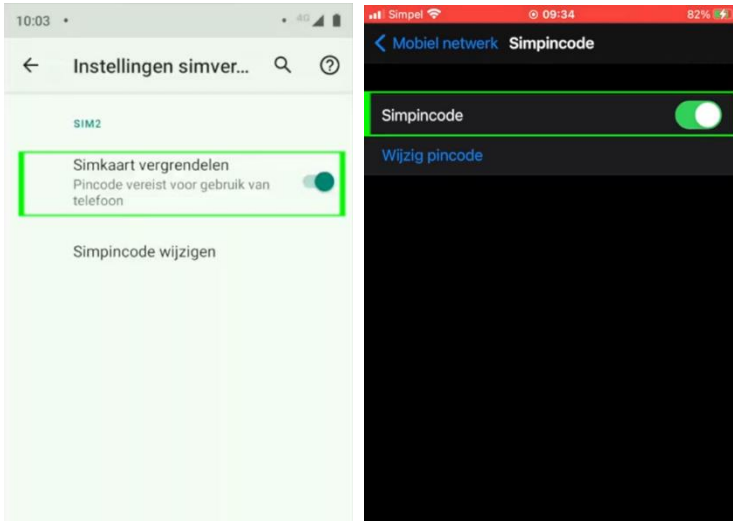 10:03
4G
Instellingen simver...
SIM2
Simkaart vergrendelen
Pincode vereist voor gebruik van
telefoon
Simpincode wijzigen
Simpel 09:34 82%
Mobiel netwerk Simpincode
Simpincode
Wijzig pincode